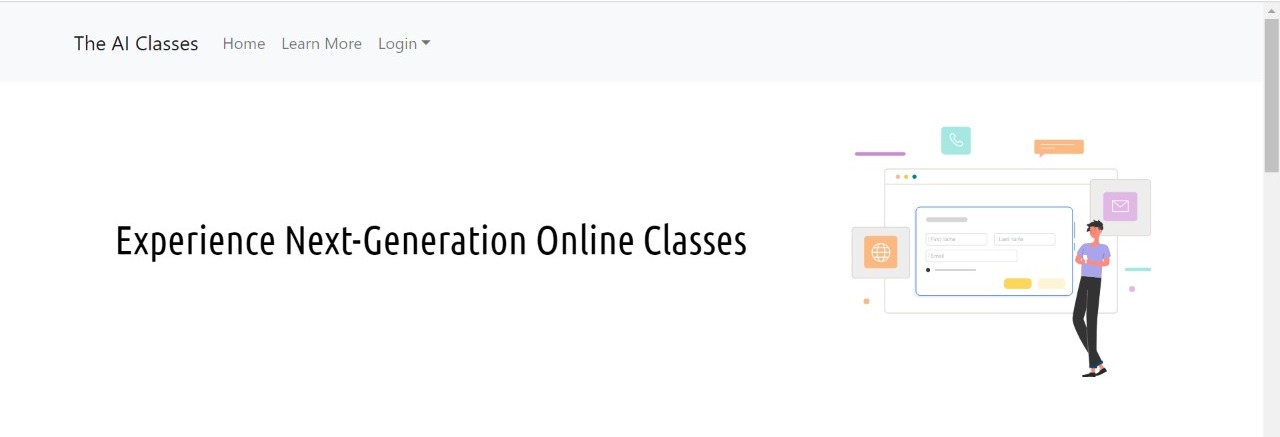 The AI Classes Home Learn More Login
Experience Next-Generation Online Classes
First name Last name
Email